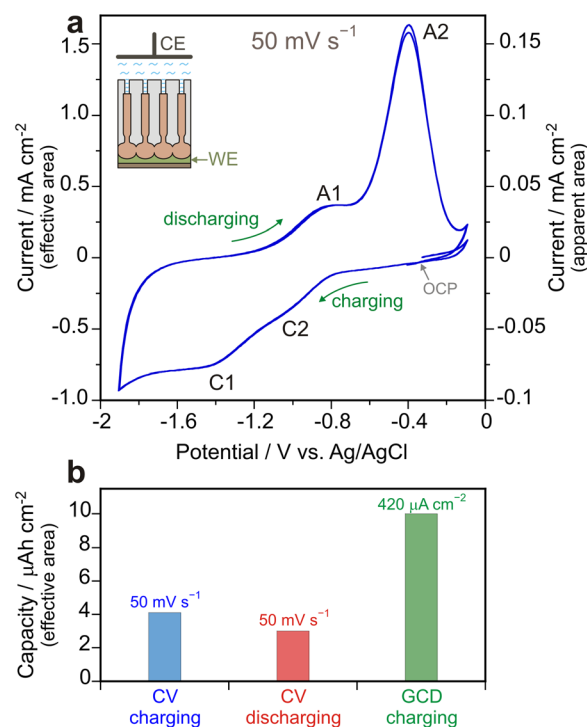 a
50 mV s⁻¹
A2
CE
WE
A1
discharging
charging
OCP
C2
C1
Current / mA cm⁻²
(effective area)
1.5
1.0
0.5
0
-0.5
-1.0
0.15
0.10
0.05
0
-0.05
-0.1
Current / mA cm⁻²
(apparent area)
-2 -1.6 -1.2 -0.8 -0.4 0
Potential / V vs. Ag/AgCl
b
Capacity / µAh cm⁻²
(effective area)
10
8
6
4
2
0
50 mV s⁻¹
50 mV s⁻¹
420 µA cm⁻²
CV
charging
CV
discharging
GCD
charging